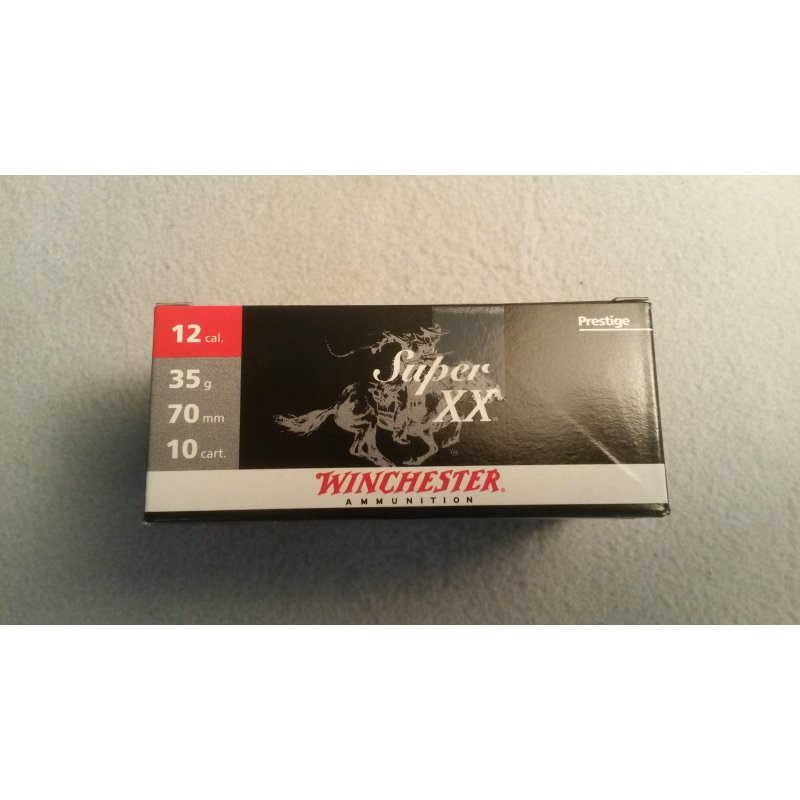 12 cal.
35 g
70 mm
10 cart.
Super
XX
Prestige
WINCHESTER®
AMMUNITION